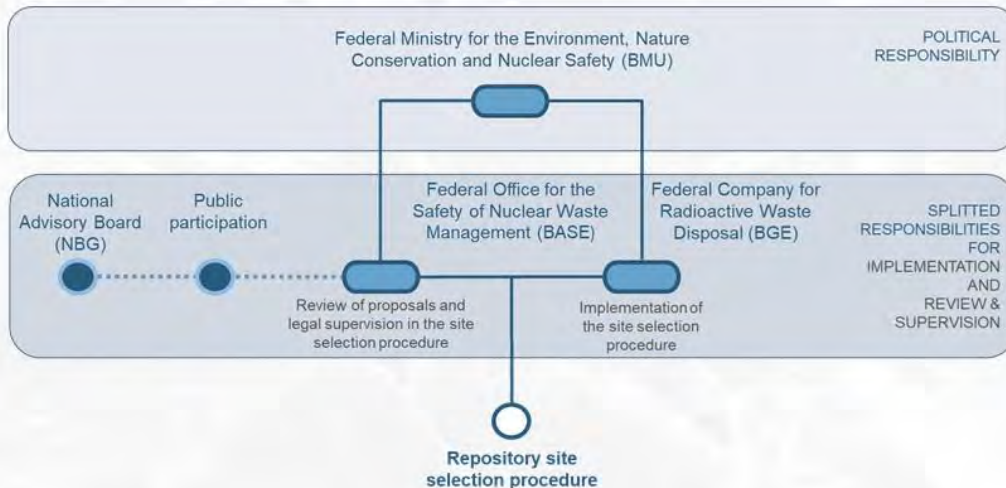 Federal Ministry for the Environment, Nature
Conservation and Nuclear Safety (BMU)
POLITICAL
RESPONSIBILITY
National
Advisory Board
(NBG)
Public
participation
Federal Office for the
Safety of Nuclear Waste
Management (BASE)
Federal Company for
Radioactive Waste
Disposal (BGE)
SPLITTED
RESPONSIBILITIES
FOR
IMPLEMENTATION
AND
REVIEW &
SUPERVISION
Review of proposals and
legal supervision in the site
selection procedure
Implementation of
the site selection
procedure
Repository site
selection procedure